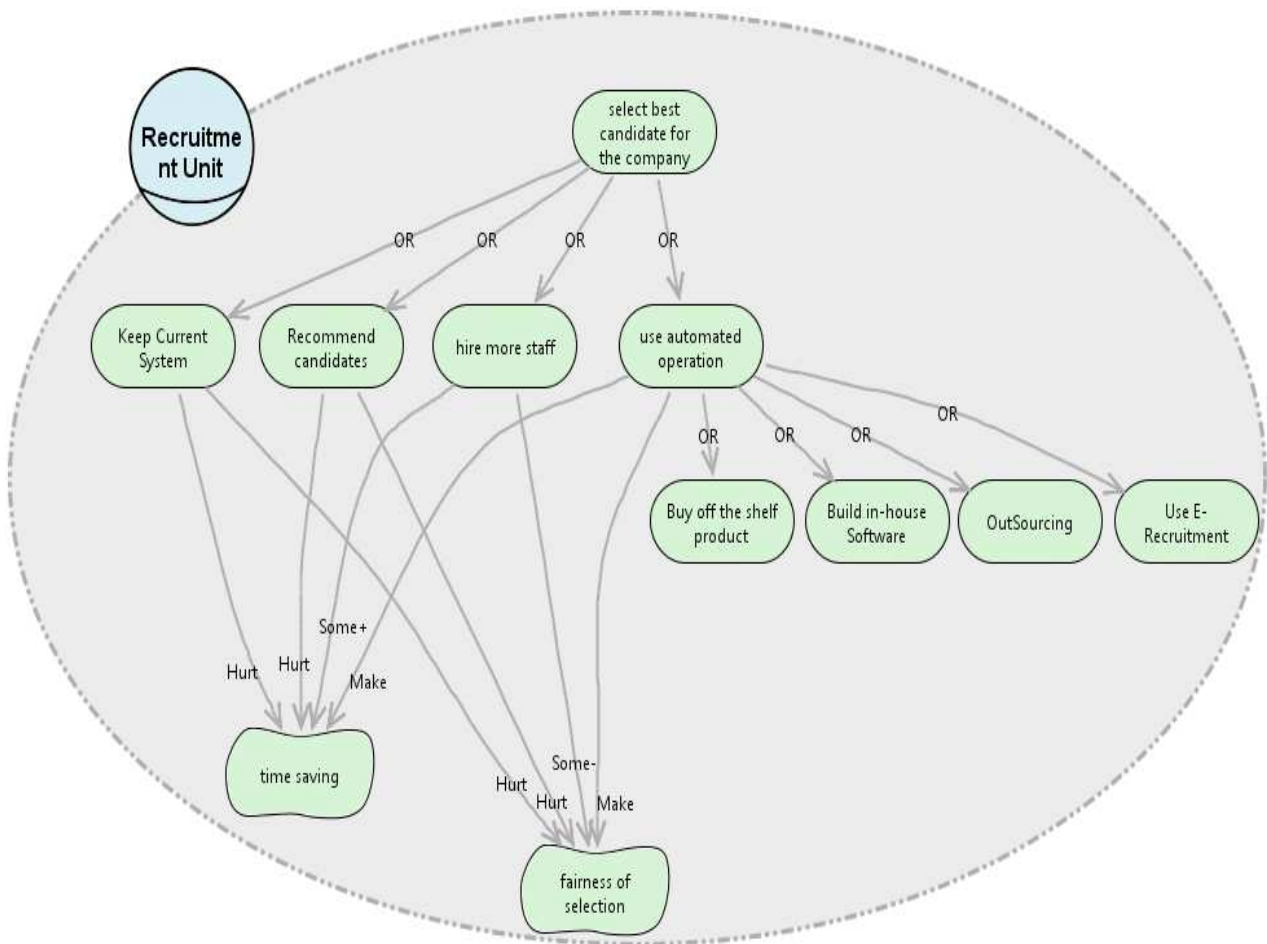 Recruitme
nt Unit
select best
candidate for
the company
OR
OR
OR
OR
Keep Current
System
Recommend
candidates
hire more staff
use automated
operation
OR
OR
OR
OR
Buy off the shelf
product
Build in-house
Software
OutSourcing
Use E-
Recruitment
Some+
Hurt
Hurt
Make
time saving
Some-
Hurt
Hurt
Make
fairness of
selection